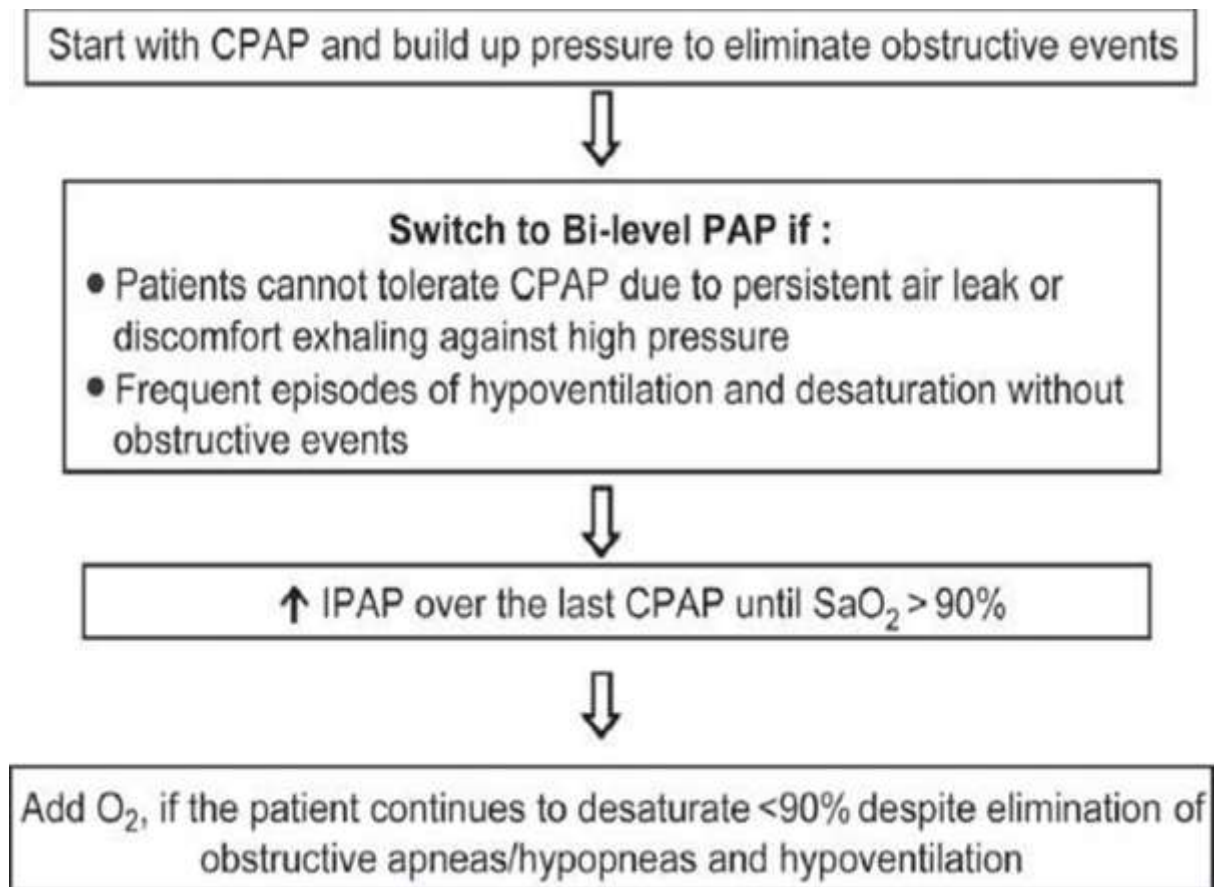 Start with CPAP and build up pressure to eliminate obstructive events
Switch to Bi-level PAP if :
• Patients cannot tolerate CPAP due to persistent air leak or
discomfort exhaling against high pressure
• Frequent episodes of hypoventilation and desaturation without
obstructive events
↑ IPAP over the last CPAP until SaO₂ > 90%
Add O₂, if the patient continues to desaturate <90% despite elimination of
obstructive apneas/hypopneas and hypoventilation